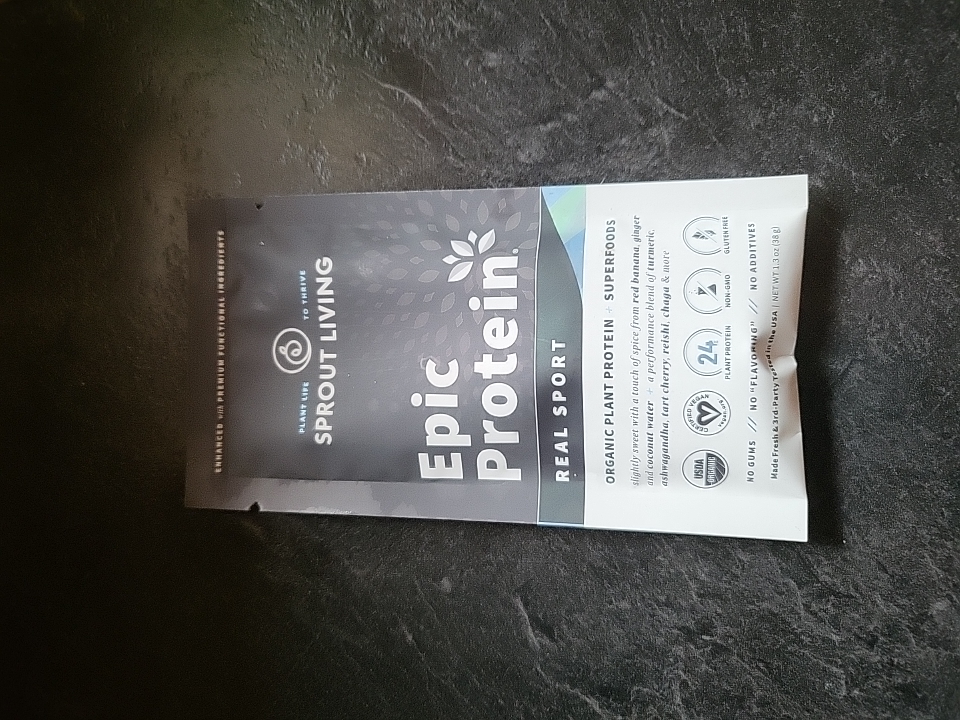 ENHANCED with PREMIUM FUNCTIONAL INGREDIENTS
PLANT LIFE TO THRIVE
SPROUT LIVING
Epic
Protein.
REAL SPORT
ORGANIC PLANT PROTEIN + SUPERFOODS
slightly sweet with a touch of spice from red banana, ginger
and coconut water + a performance blend of turmeric,
ashwagandha, tart cherry, reishi, chaga & more
USDA
ORGANIC
CERTIFIED VEGAN
24
PLANT PROTEIN
NON-GMO
GLUTEN FREE
NO GUMS // NO "FLAVORING" // NO ADDITIVES
Made Fresh & 3rd-Party Tested in the USA | NET WT 1.3 oz (38g)